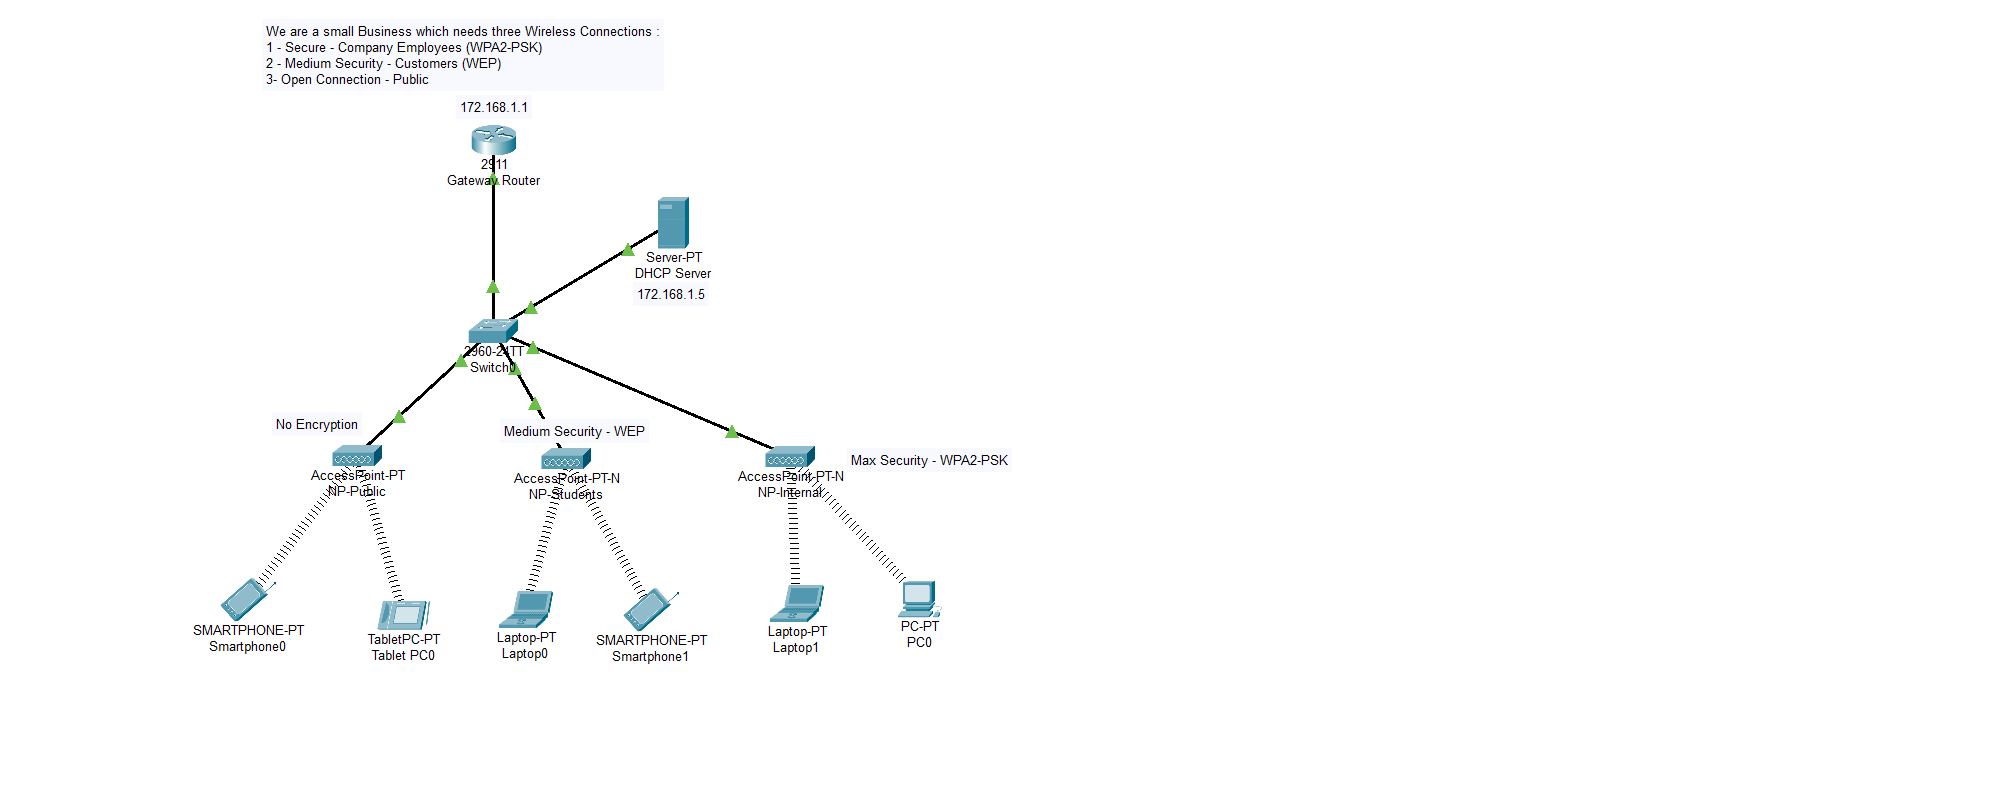 We are a small Business which needs three Wireless Connections :
1 - Secure - Company Employees (WPA2-PSK)
2 - Medium Security - Customers (WEP)
3- Open Connection - Public
172.168.1.1
2911
Gateway Router
Server-PT
DHCP Server
172.168.1.5
2960-24TT
Switch0
No Encryption
Medium Security - WEP
Max Security - WPA2-PSK
AccessPoint-PT
NP-Public
AccessPoint-PT-N
NP-Students
AccessPoint-PT-N
NP-Internal
SMARTPHONE-PT
Smartphone0
TabletPC-PT
Tablet PC0
Laptop-PT
Laptop0
SMARTPHONE-PT
Smartphone1
Laptop-PT
Laptop1
PC-PT
PC0